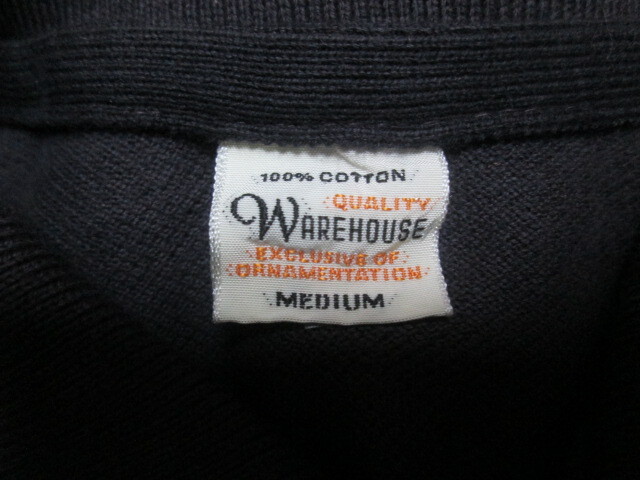 100% COTTON
QUALITY
WAREHOUSE
EXCLUSIVE OF
ORNAMENTATION
MEDIUM